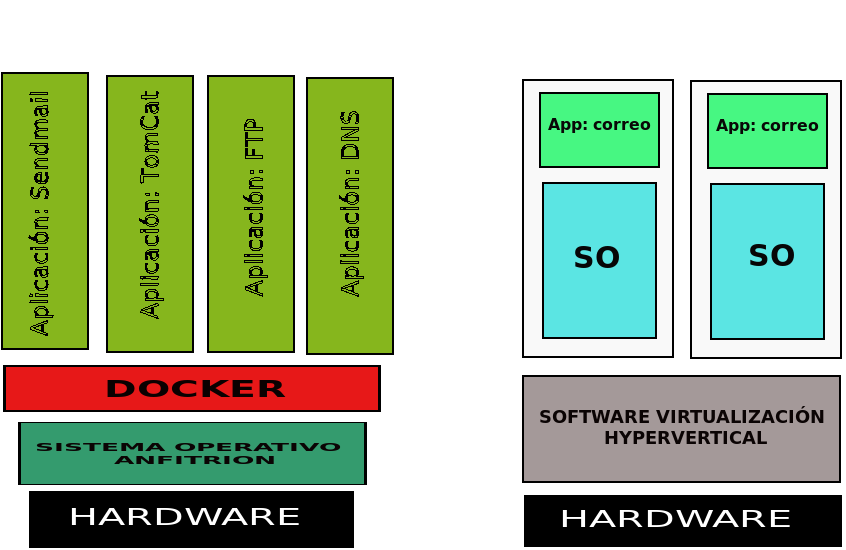 Aplicación: Sendmail
Aplicación: TomCat
Aplicación: FTP
Aplicación: DNS
DOCKER
SISTEMA OPERATIVO
ANFITRION
HARDWARE
App: correo
SO
App: correo
SO
SOFTWARE VIRTUALIZACIÓN
HYPERVERTICAL
HARDWARE